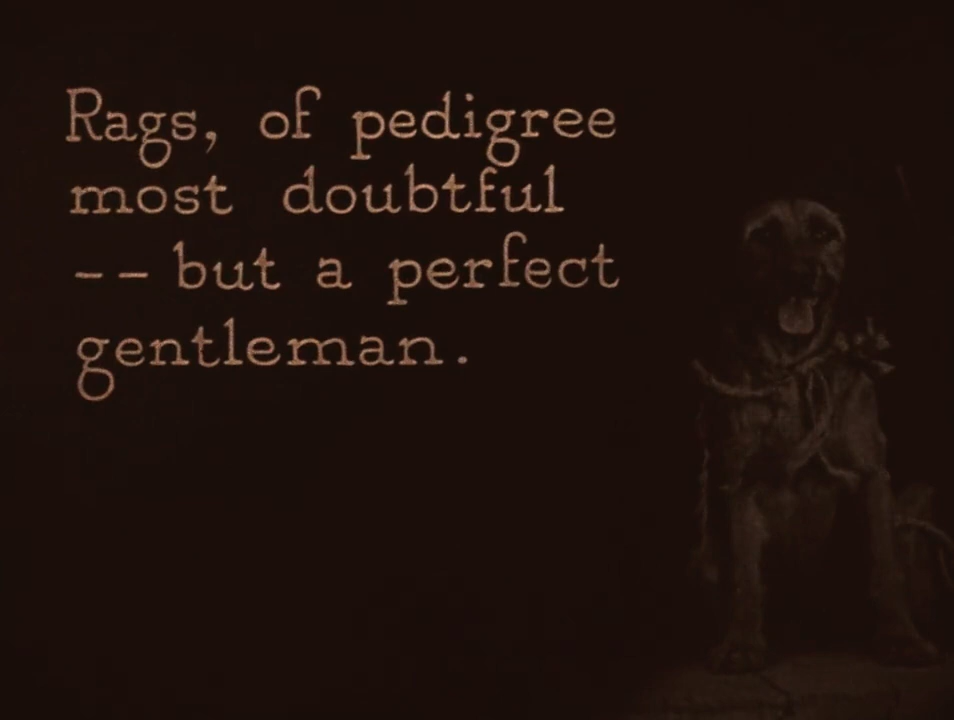 Rags, of pedigree
most doubtful
-- but a perfect
gentleman.